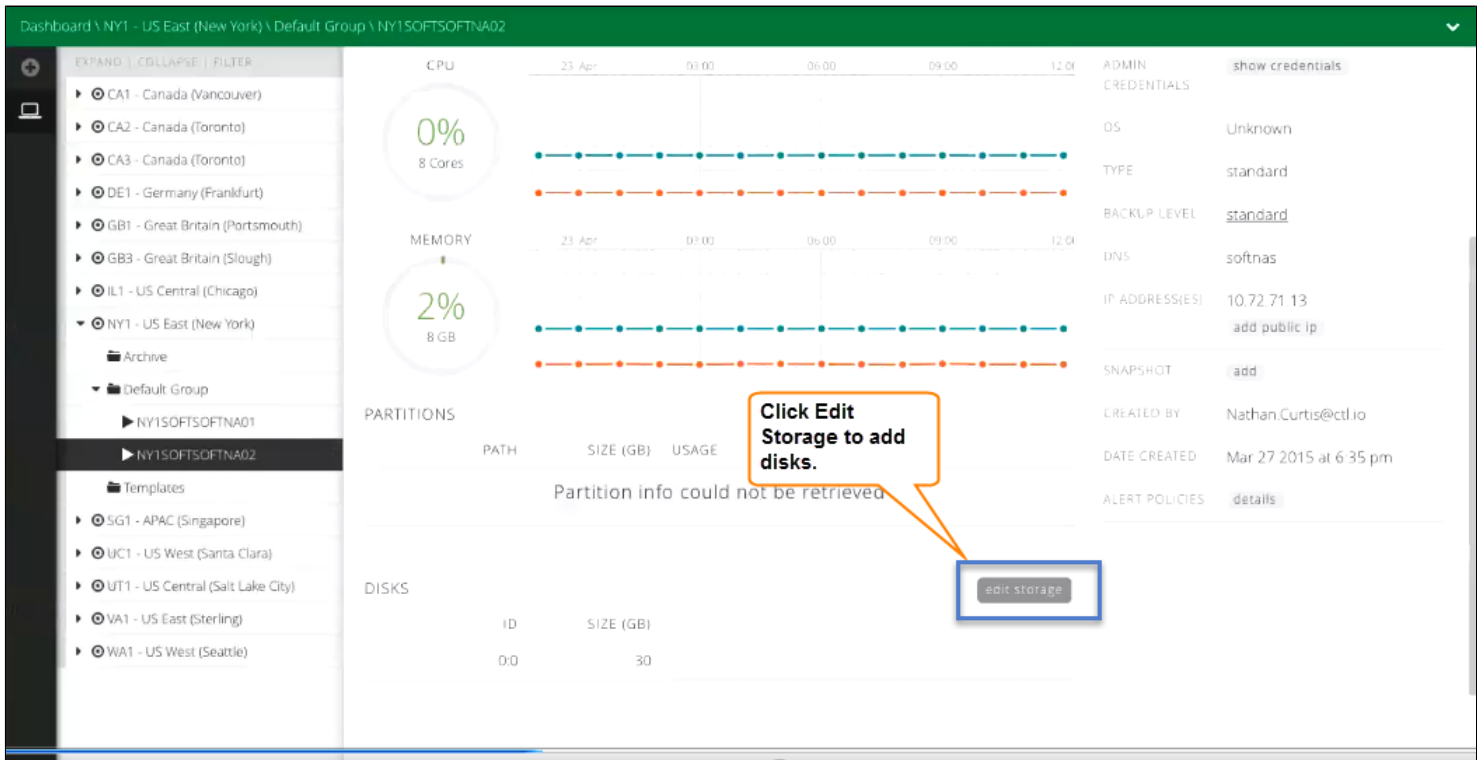 Dashboard \ NY1 - US East (New York) \ Default Group \ NY1SOFTSOFTNA02
EXPAND | COLLAPSE | FILTER
CA1 - Canada (Vancouver)
CA2 - Canada (Toronto)
CA3 - Canada (Toronto)
DE1 - Germany (Frankfurt)
GB1 - Great Britain (Portsmouth)
GB3 - Great Britain (Slough)
IL1 - US Central (Chicago)
NY1 - US East (New York)
Archive
Default Group
NY1SOFTSOFTNA01
NY1SOFTSOFTNA02
Templates
SG1 - APAC (Singapore)
UC1 - US West (Santa Clara)
UT1 - US Central (Salt Lake City)
VA1 - US East (Sterling)
WA1 - US West (Seattle)
CPU
23 Apr 03:00 06:00 09:00
0%
8 Cores
MEMORY
23 Apr 03:00 06:00 09:00
2%
8 GB
PARTITIONS
PATH SIZE (GB) USAGE
Partition info could not be retrieved
Click Edit
Storage to add
disks.
DISKS
edit storage
ID SIZE (GB)
0:0 30
ADMIN CREDENTIALS show credentials
OS Unknown
TYPE standard
BACKUP LEVEL standard
DNS softnas
IP ADDRESS(ES) 10.72.71.13
add public ip
SNAPSHOT add
CREATED BY Nathan.Curtis@ctl.io
DATE CREATED Mar 27 2015 at 6:35 pm
ALERT POLICIES details